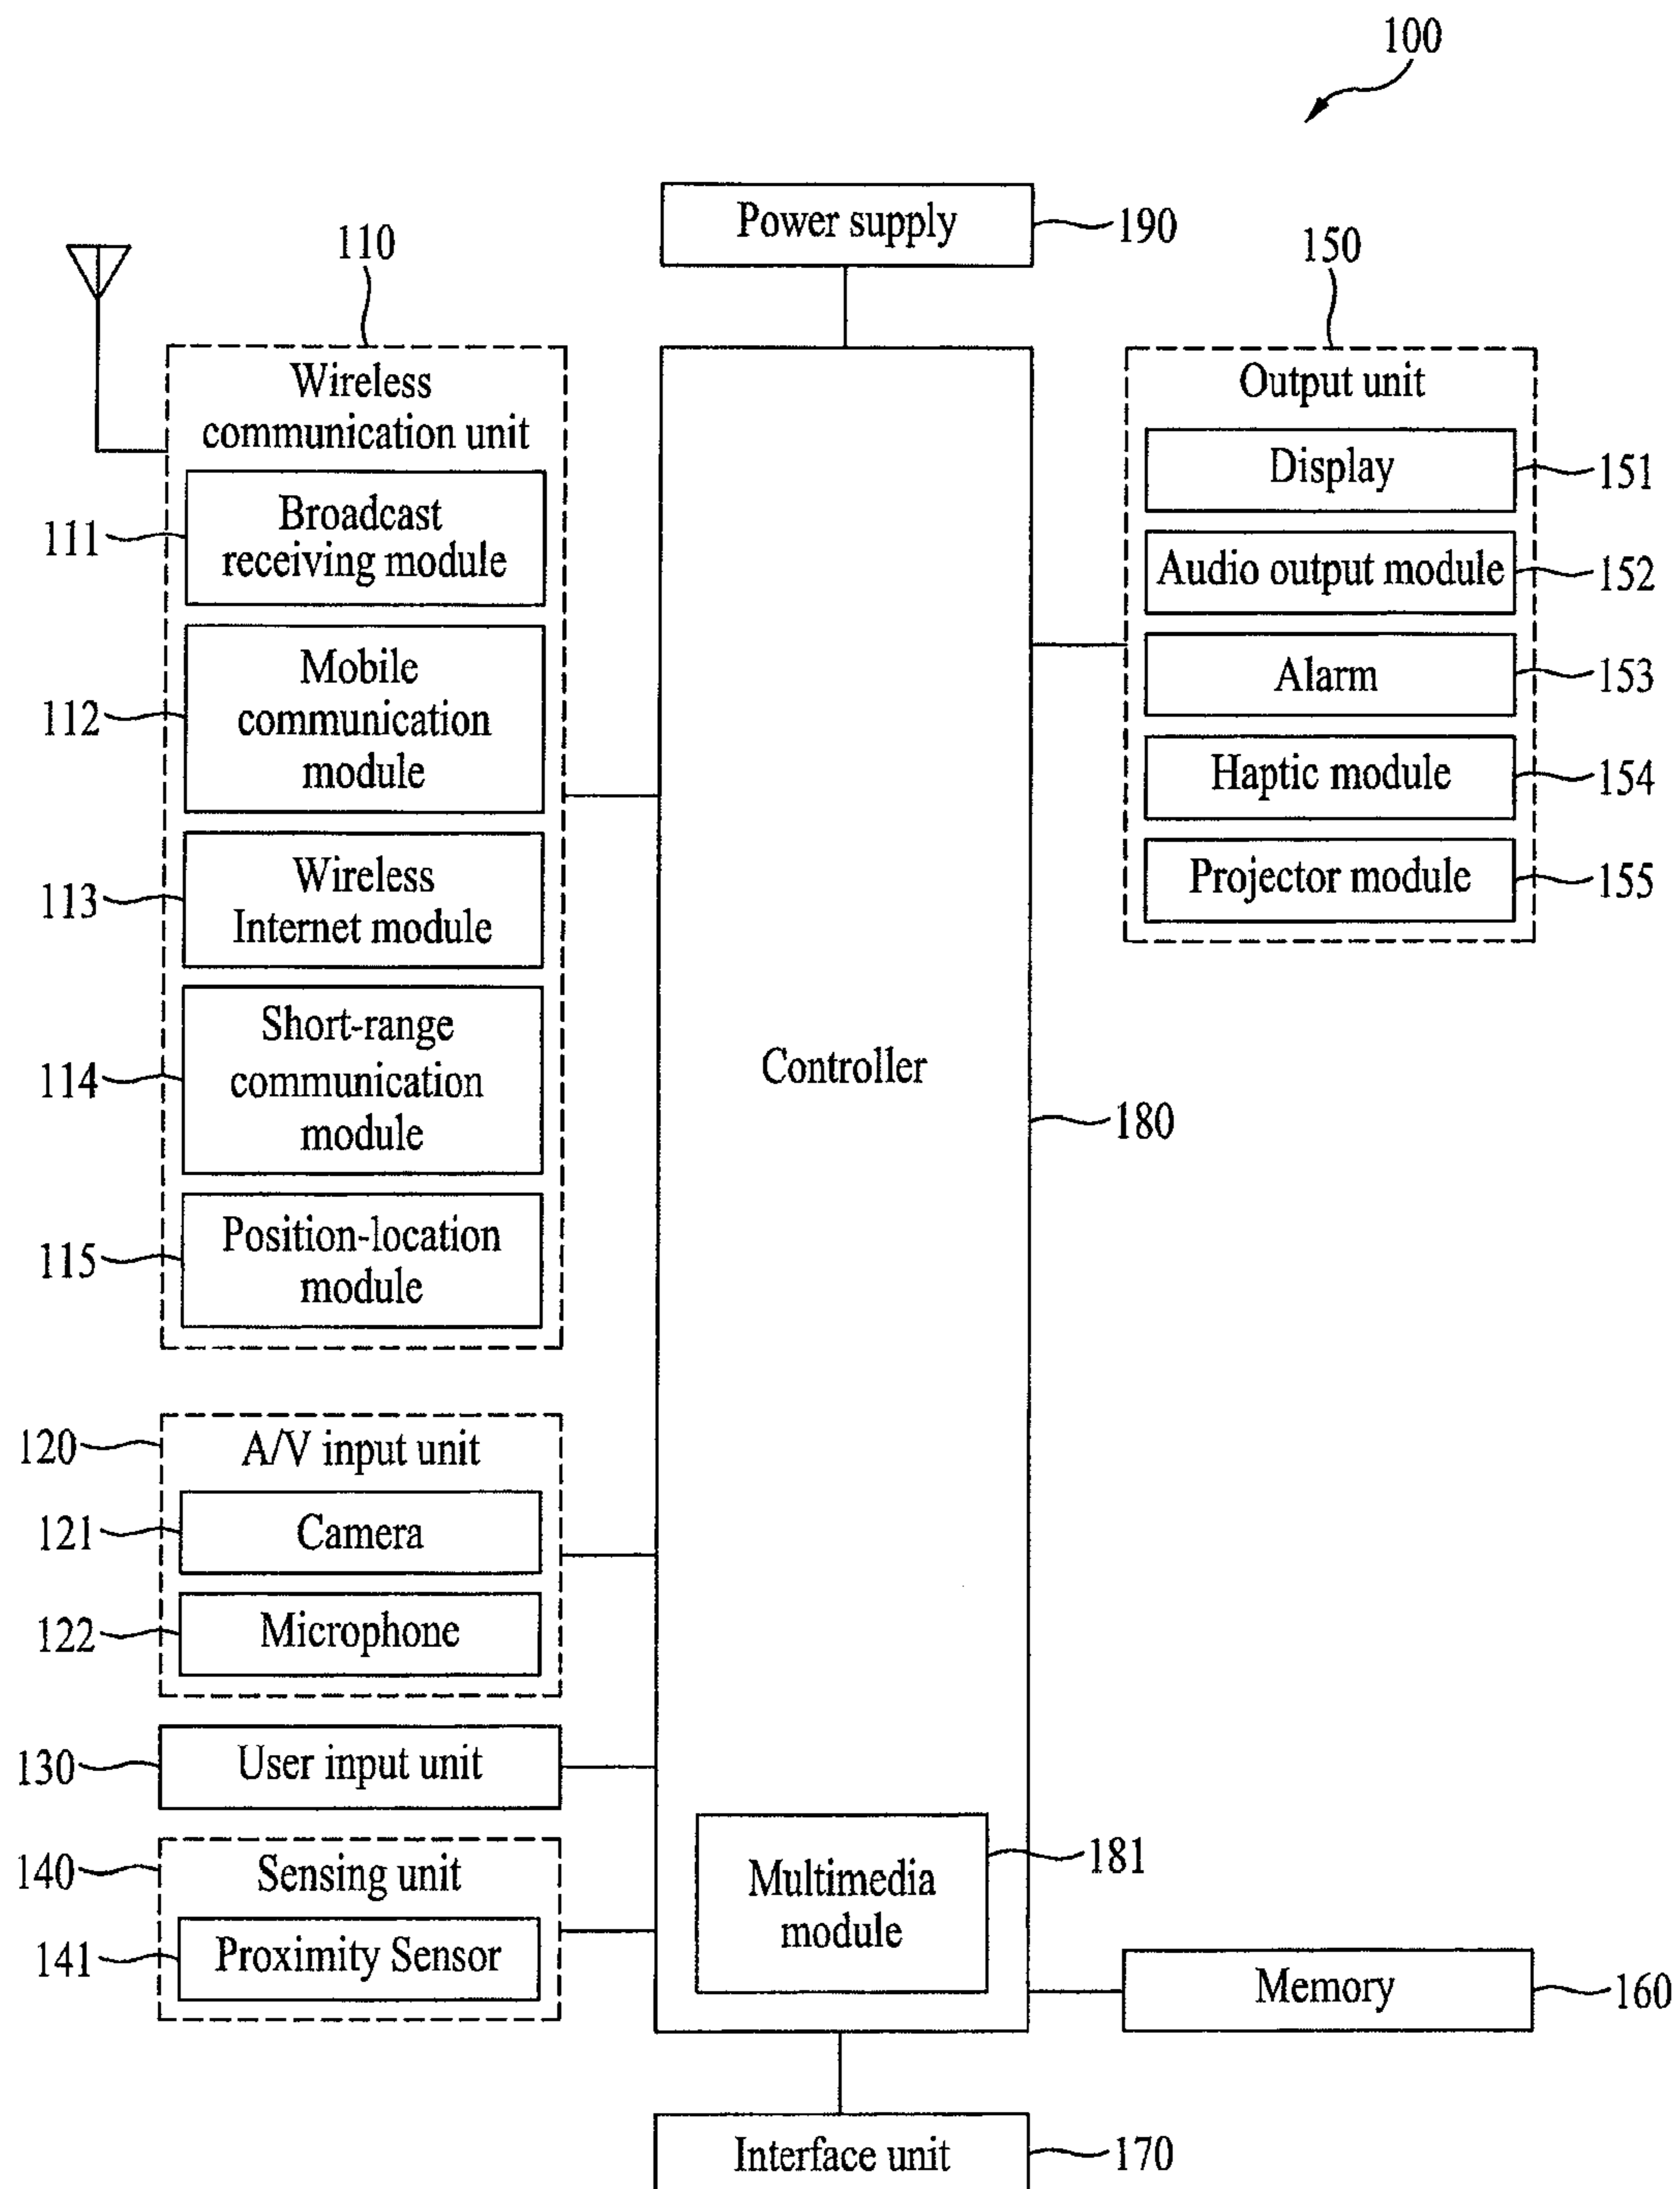 100
Power supply
190
110
Wireless
communication unit
111
Broadcast
receiving module
112
Mobile
communication
module
113
Wireless
Internet module
114
Short-range
communication
module
115
Position-location
module
120
A/V input unit
121
Camera
122
Microphone
130
User input unit
140
Sensing unit
141
Proximity Sensor
Controller
180
Multimedia
module
181
150
Output unit
Display
151
Audio output module
152
Alarm
153
Haptic module
154
Projector module
155
Memory
160
Interface unit
170